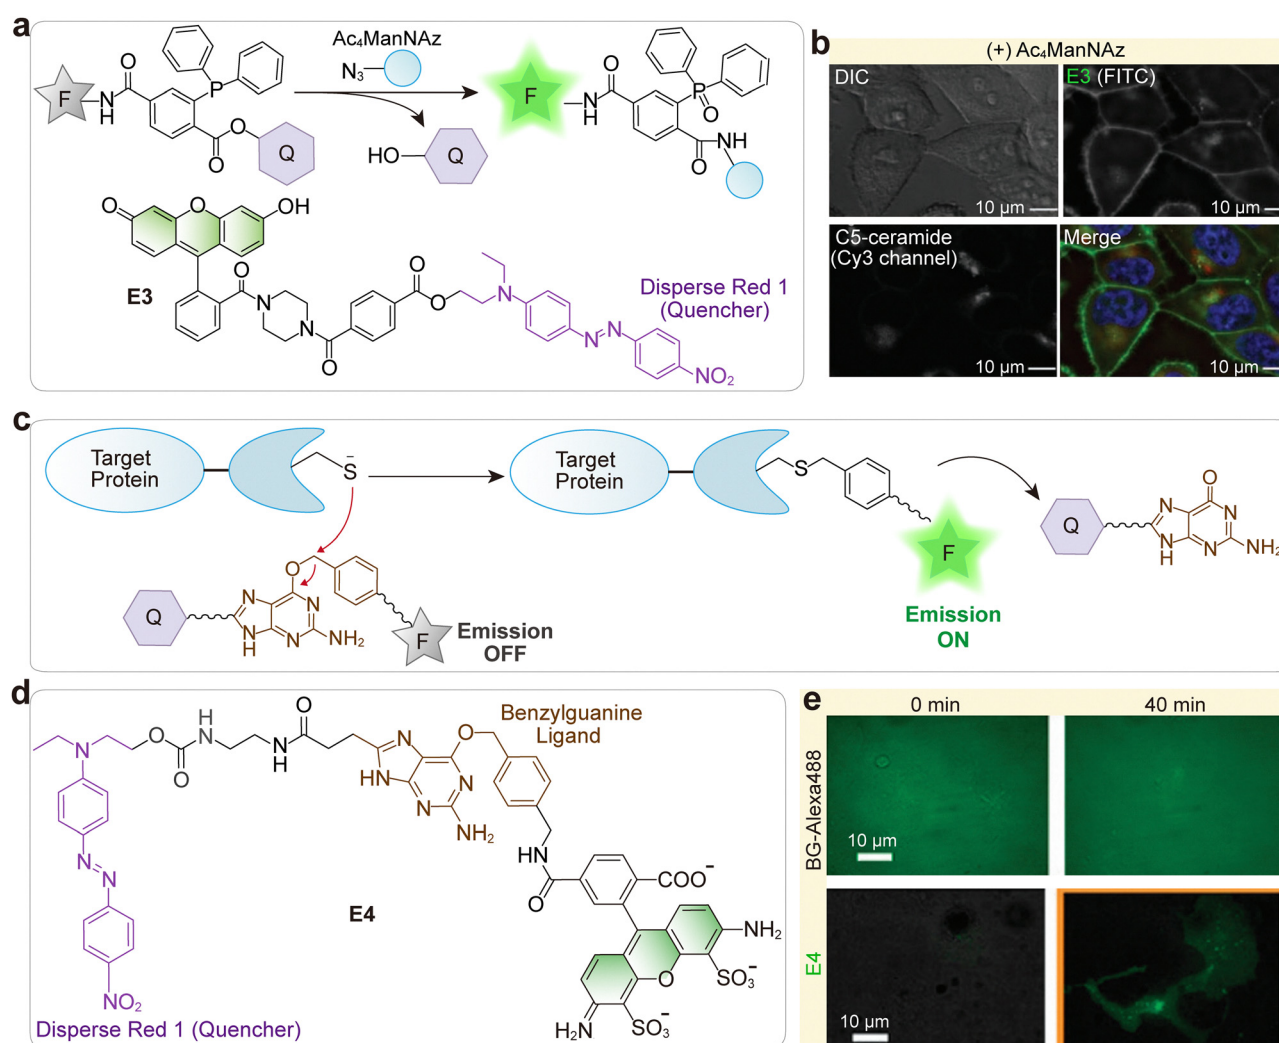 a
Ac₄ManNAz
N₃
F
N
H
O
P
O
O
Q
HO
Q
F
N
H
O
P
O
O
NH
O
O
OH
E3
O
N
N
O
O
O
N
N
N
NO₂
Disperse Red 1
(Quencher)
b
(+) Ac₄ManNAz
DIC
10 µm
E3 (FITC)
10 µm
C5-ceramide
(Cy3 channel)
10 µm
Merge
10 µm
c
Target
Protein
S⁻
Target
Protein
S
F
Emission
ON
Q
O
N
N
H
N
N
NH₂
Q
O
N
N
H
N
N
NH₂
F
Emission
OFF
d
N
O
O
H
N
O
N
H
N
HN
N
N
NH₂
O
Benzylguanine
Ligand
HN
O
COO⁻
NH₂
O
SO₃⁻
SO₃⁻
H₂N
N
N
NO₂
E4
Disperse Red 1 (Quencher)
e
0 min
40 min
BG-Alexa488
10 µm
E4
10 µm